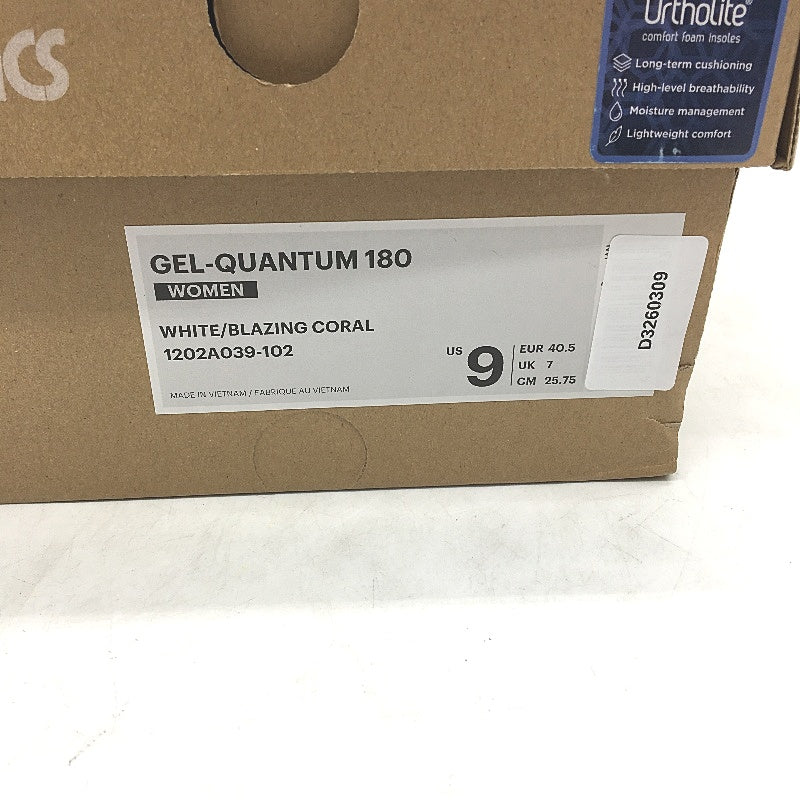 Ortholite®
comfort foam insoles
Long-term cushioning
High-level breathability
Moisture management
Lightweight comfort
GEL-QUANTUM 180
WOMEN
WHITE/BLAZING CORAL
1202A039-102
US 9
EUR 40.5
UK 7
CM 25.75
MADE IN VIETNAM / FABRIQUE AU VIETNAM
D3260309